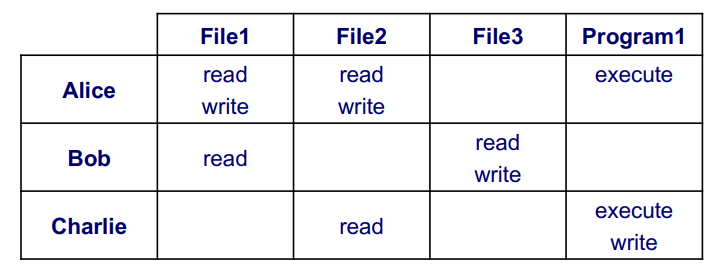 File1 File2 File3 Program1
Alice
read read execute
write write
Bob
read
read
write
Charlie
read
execute
write